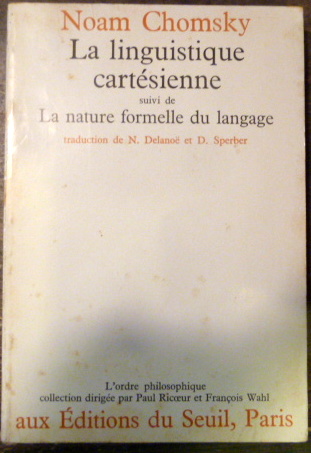 Noam Chomsky
La linguistique
cartésienne
suivi de
La nature formelle du langage
traduction de N. Delanoë et D. Sperber
L'ordre philosophique
collection dirigée par Paul Ricœur et François Wahl
aux Éditions du Seuil, Paris